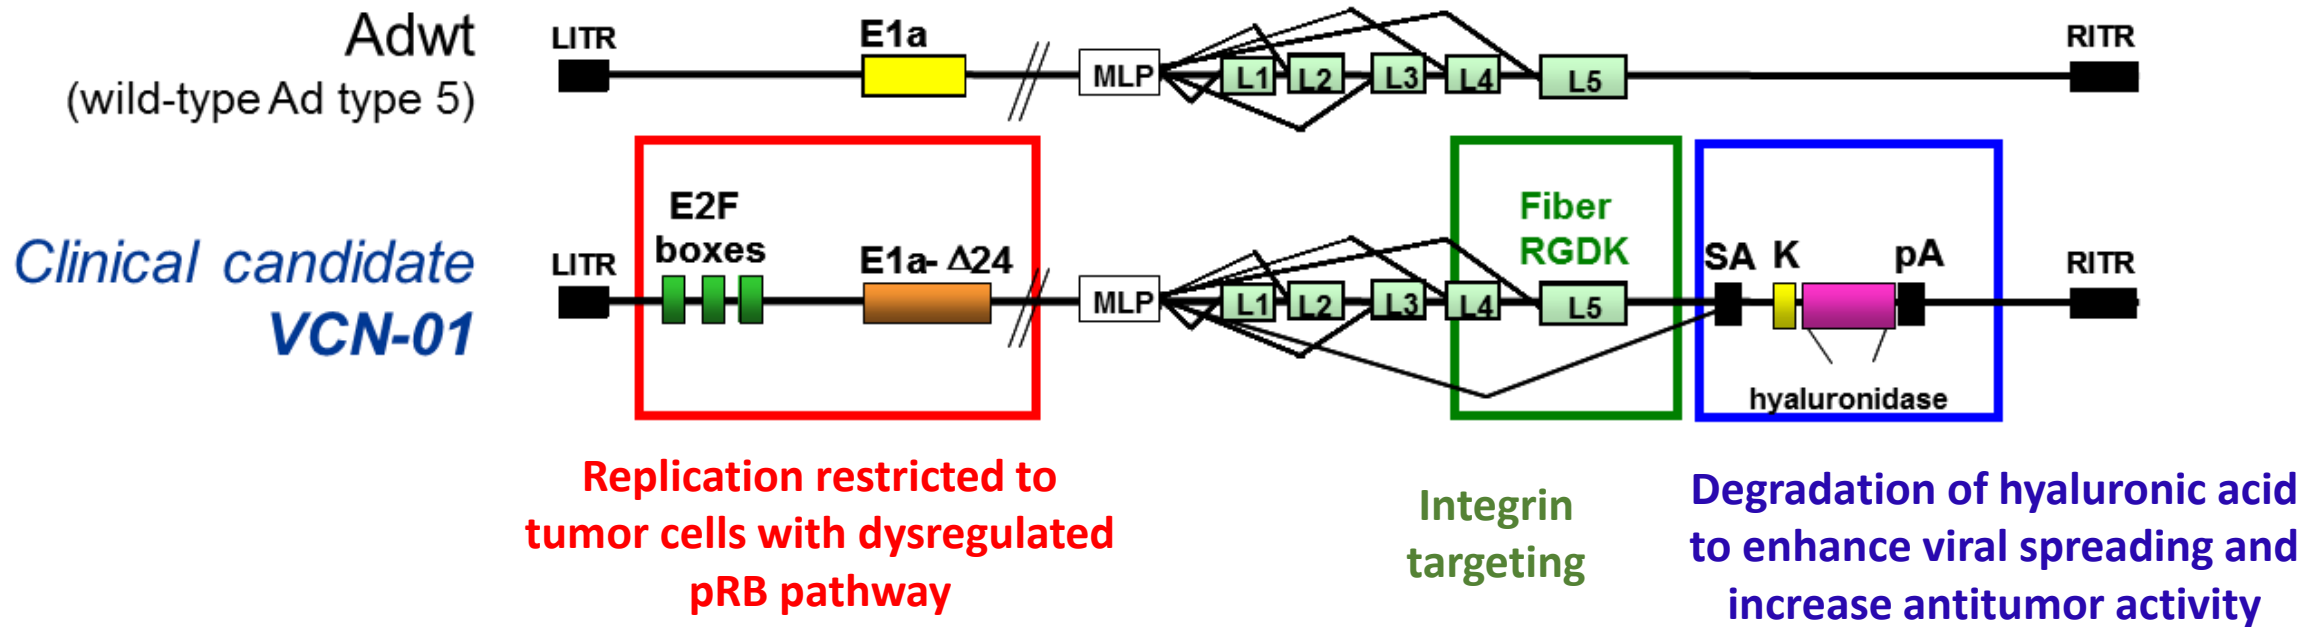 Adwt
(wild-type Ad type 5)
LITR
E1a
MLP
L1
L2
L3
L4
L5
RITR
Clinical candidate
VCN-01
LITR
E2F
boxes
E1a- Δ24
MLP
L1
L2
L3
L4
L5
Fiber
RGDK
SA
K
pA
hyaluronidase
RITR
Replication restricted to
tumor cells with dysregulated
pRB pathway
Integrin
targeting
Degradation of hyaluronic acid
to enhance viral spreading and
increase antitumor activity